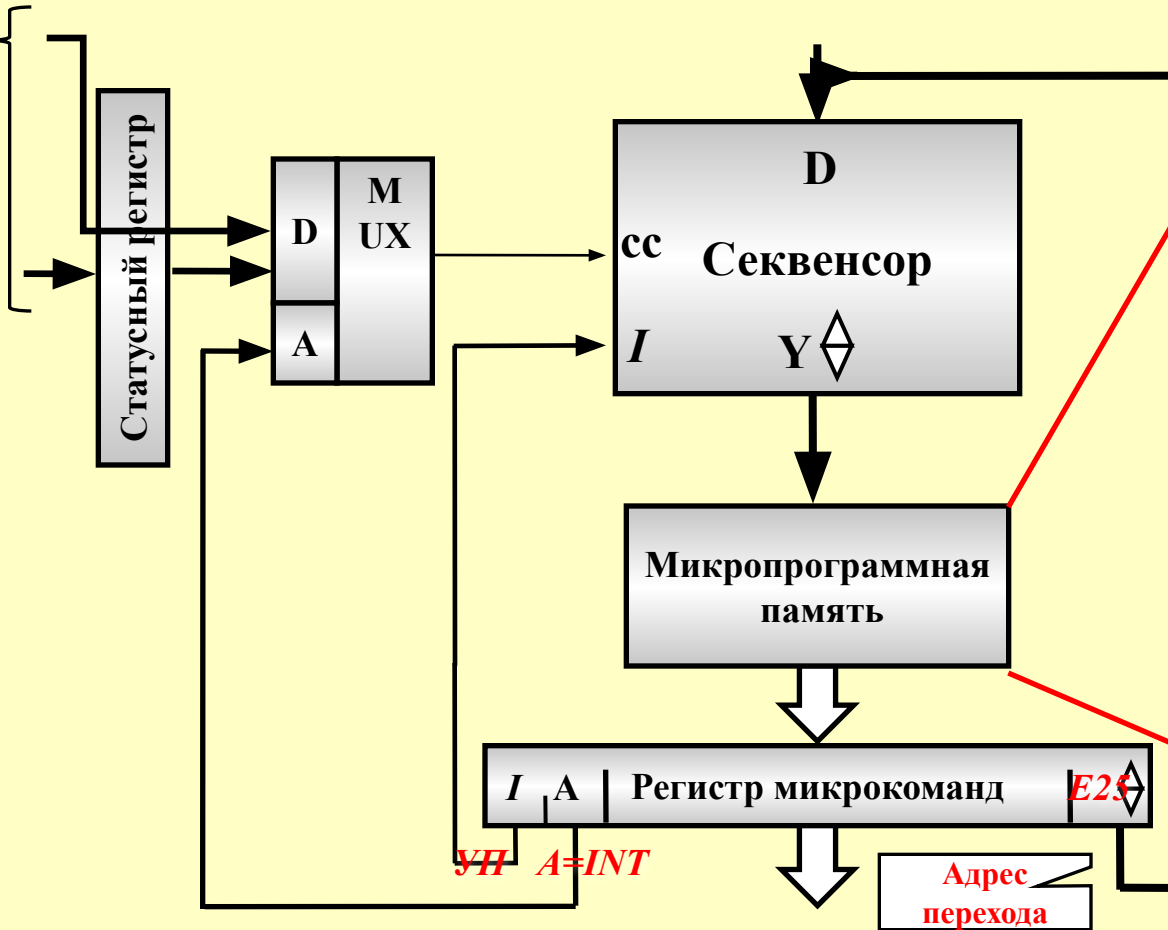 Статусный регистр
D
A
M
UX
D
cc
Секвенсор
I
Y
Микропрограммная
память
I
A
Регистр микрокоманд
E25
УП
A=INT
Адрес
перехода